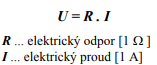 U = R . I
R ... elektrický odpor [1 Ω ]
I ... elektrický proud [1 A]